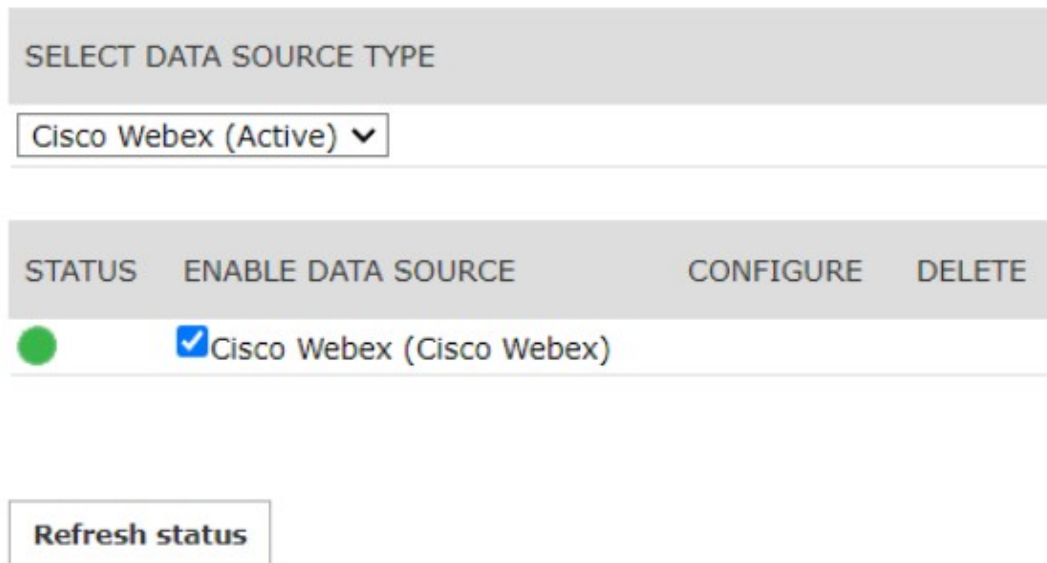 SELECT DATA SOURCE TYPE
Cisco Webex (Active)
STATUS ENABLE DATA SOURCE CONFIGURE DELETE
Cisco Webex (Cisco Webex)
Refresh status